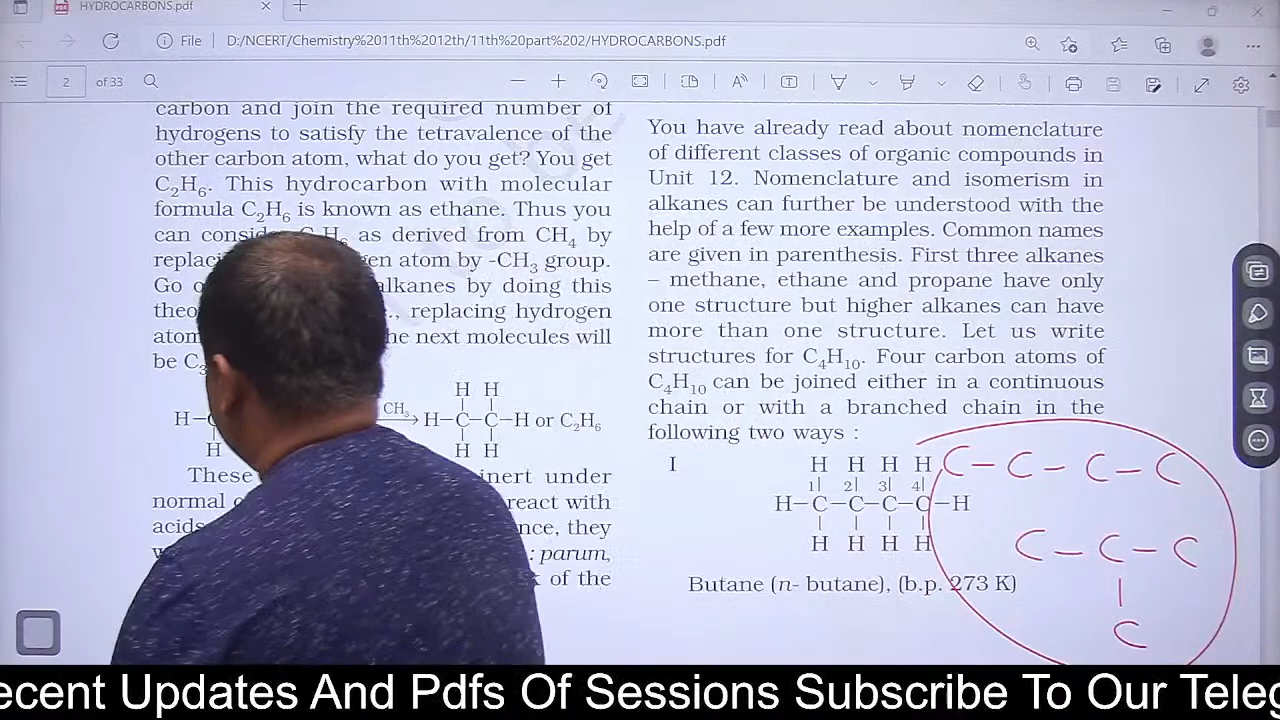 HYDROCARBONS.pdf
File D:/NCERT/Chemistry%2011th%2012th/11th%20part%202/HYDROCARBONS.pdf
2 of 33
carbon and join the required number of
hydrogens to satisfy the tetravalence of the
other carbon atom, what do you get? You get
C₂H₆. This hydrocarbon with molecular
formula C₂H₆ is known as ethane. Thus you
can as derived from CH₄ by
atom by -CH₃ group.
Go alkanes by doing this
replacing hydrogen
next molecules will
be
H H
CH₃ H–C–C–H or C₂H₆
H H H
These inert under
normal react with
acids they
: parum,
of the
You have already read about nomenclature
of different classes of organic compounds in
Unit 12. Nomenclature and isomerism in
alkanes can further be understood with the
help of a few more examples. Common names
are given in parenthesis. First three alkanes
– methane, ethane and propane have only
one structure but higher alkanes can have
more than one structure. Let us write
structures for C₄H₁₀. Four carbon atoms of
C₄H₁₀ can be joined either in a continuous
chain or with a branched chain in the
following two ways :
I H H H H
1 2 3 4
H–C–C–C–C–H
H H H H
Butane (n- butane), (b.p. 273 K)
C – C – C – C
C – C – C
C
ecent Updates And Pdfs Of Sessions Subscribe To Our Teleg